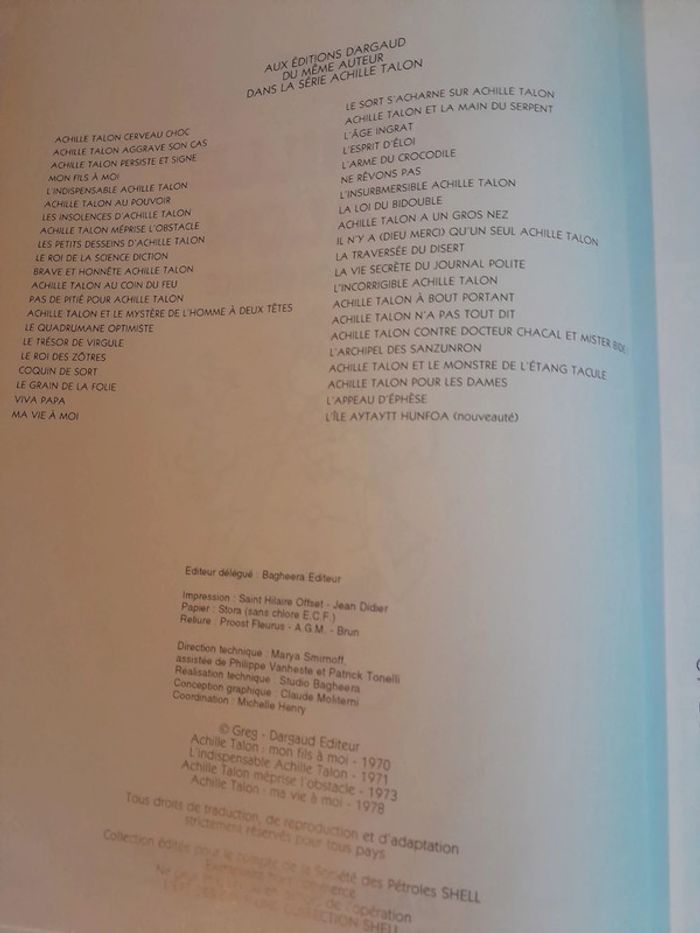 AUX ÉDITIONS DARGAUD
DU MÊME AUTEUR
DANS LA SÉRIE ACHILLE TALON
ACHILLE TALON CERVEAU CHOC
ACHILLE TALON AGGRAVE SON CAS
ACHILLE TALON PERSISTE ET SIGNE
MON FILS À MOI
L'INDISPENSABLE ACHILLE TALON
ACHILLE TALON AU POUVOIR
LES INSOLENCES D'ACHILLE TALON
ACHILLE TALON MÉPRISE L'OBSTACLE
LES PETITS DESSEINS D'ACHILLE TALON
LE ROI DE LA SCIENCE DICTION
BRAVE ET HONNÊTE ACHILLE TALON
ACHILLE TALON AU COIN DU FEU
PAS DE PITIÉ POUR ACHILLE TALON
ACHILLE TALON ET LE MYSTÈRE DE L'HOMME À DEUX TÊTES
LE QUADRUMANE OPTIMISTE
LE TRÉSOR DE VIRGULE
LE ROI DES ZÔTRES
COQUIN DE SORT
LE GRAIN DE LA FOLIE
VIVA PAPA
MA VIE À MOI
LE SORT S'ACHARNE SUR ACHILLE TALON
ACHILLE TALON ET LA MAIN DU SERPENT
L'ÂGE INGRAT
L'ESPRIT D'ÉLOI
L'ARME DU CROCODILE
NE RÊVONS PAS
L'INSURBMERSIBLE ACHILLE TALON
LA LOI DU BIDOUBLE
ACHILLE TALON A UN GROS NEZ
IL N'Y A (DIEU MERCI) QU'UN SEUL ACHILLE TALON
LA TRAVERSÉE DU DISERT
LA VIE SECRÈTE DU JOURNAL POLITE
L'INCORRIGIBLE ACHILLE TALON
ACHILLE TALON À BOUT PORTANT
ACHILLE TALON N'A PAS TOUT DIT
ACHILLE TALON CONTRE DOCTEUR CHACAL ET MISTER BIDE
L'ARCHIPEL DES SANZUNRON
ACHILLE TALON ET LE MONSTRE DE L'ÉTANG TACULE
ACHILLE TALON POUR LES DAMES
L'APPEAU D'ÉPHÈSE
L'ÎLE AYTAYTT HUNFOA (nouveauté)
Editeur délégué : Bagheera Editeur
Impression : Saint Hilaire Offset - Jean Didier
Papier : Stora (sans chlore E.C.F.)
Reliure : Proost Fleurus - A.G.M. - Brun
Direction technique : Marya Smirnoff,
assistée de Philippe Vanheste et Patrick Tonelli
Réalisation technique : Studio Bagheera
Conception graphique : Claude Moliterni
Coordination : Michelle Henry
© Greg - Dargaud Editeur
Achille Talon : mon fils à moi - 1970
L'indispensable Achille Talon - 1971
Achille Talon méprise l'obstacle - 1973
Achille Talon : ma vie à moi - 1978
Tous droits de traduction, de reproduction et d'adaptation
strictement réservés pour tous pays
Collection éditée pour le compte de la Société des Pétroles SHELL
Exemplaire hors commerce
Ne peut être de l'opération
COLLECTION SHELL